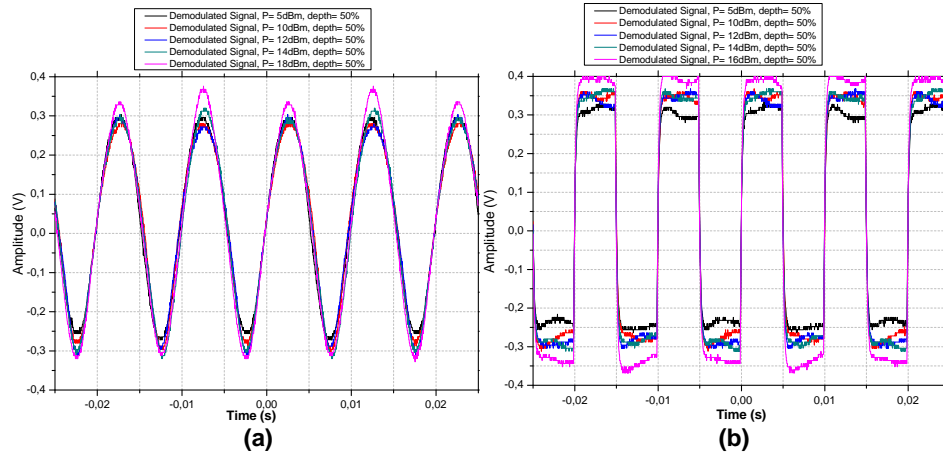 Demodulated Signal, P= 5dBm, depth= 50%
Demodulated Signal, P= 10dBm, depth= 50%
Demodulated Signal, P= 12dBm, depth= 50%
Demodulated Signal, P= 14dBm, depth= 50%
Demodulated Signal, P= 18dBm, depth= 50%
0,4
0,3
0,2
0,1
0,0
-0,1
-0,2
-0,3
-0,4
Amplitude (V)
-0,02 -0,01 0,00 0,01 0,02
Time (s)
(a)
Demodulated Signal, P= 5dBm, depth= 50%
Demodulated Signal, P= 10dBm, depth= 50%
Demodulated Signal, P= 12dBm, depth= 50%
Demodulated Signal, P= 14dBm, depth= 50%
Demodulated Signal, P= 16dBm, depth= 50%
0,4
0,3
0,2
0,1
0,0
-0,1
-0,2
-0,3
-0,4
Amplitude (V)
-0,02 -0,01 0,00 0,01 0,02
Time (s)
(b)